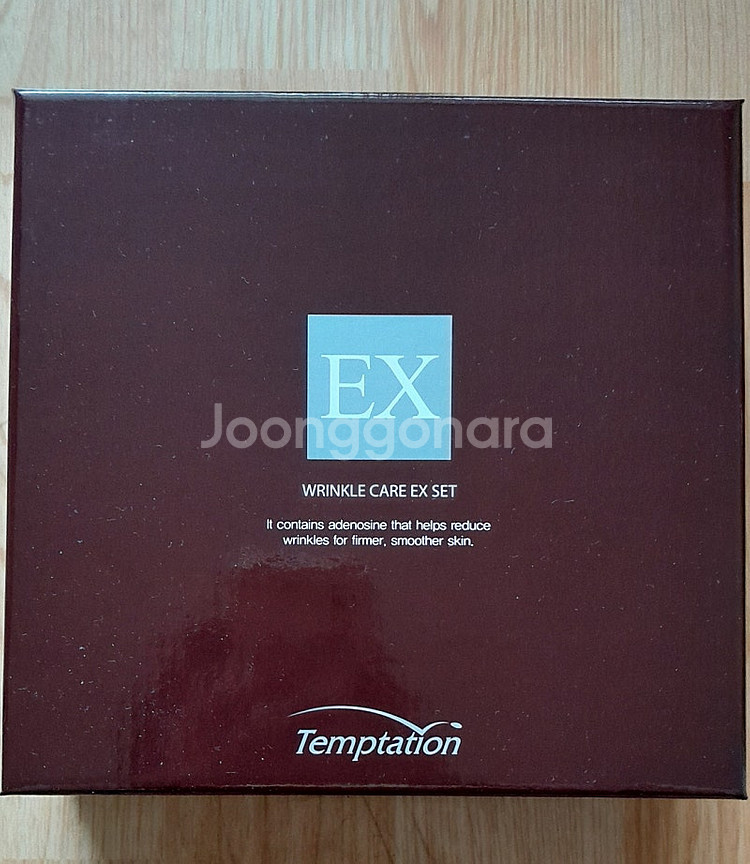 EX
Joonggonara
WRINKLE CARE EX SET
It contains adenosine that helps reduce
wrinkles for firmer, smoother skin.
Temptation